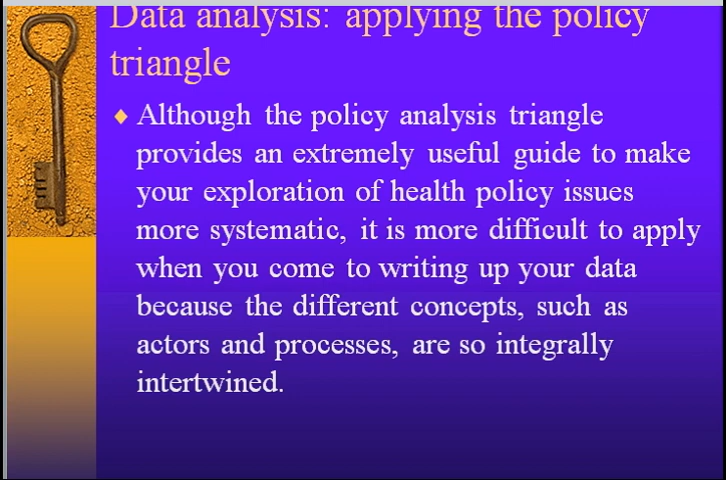 Data analysis: applying the policy
triangle
Although the policy analysis triangle
provides an extremely useful guide to make
your exploration of health policy issues
more systematic, it is more difficult to apply
when you come to writing up your data
because the different concepts, such as
actors and processes, are so integrally
intertwined.